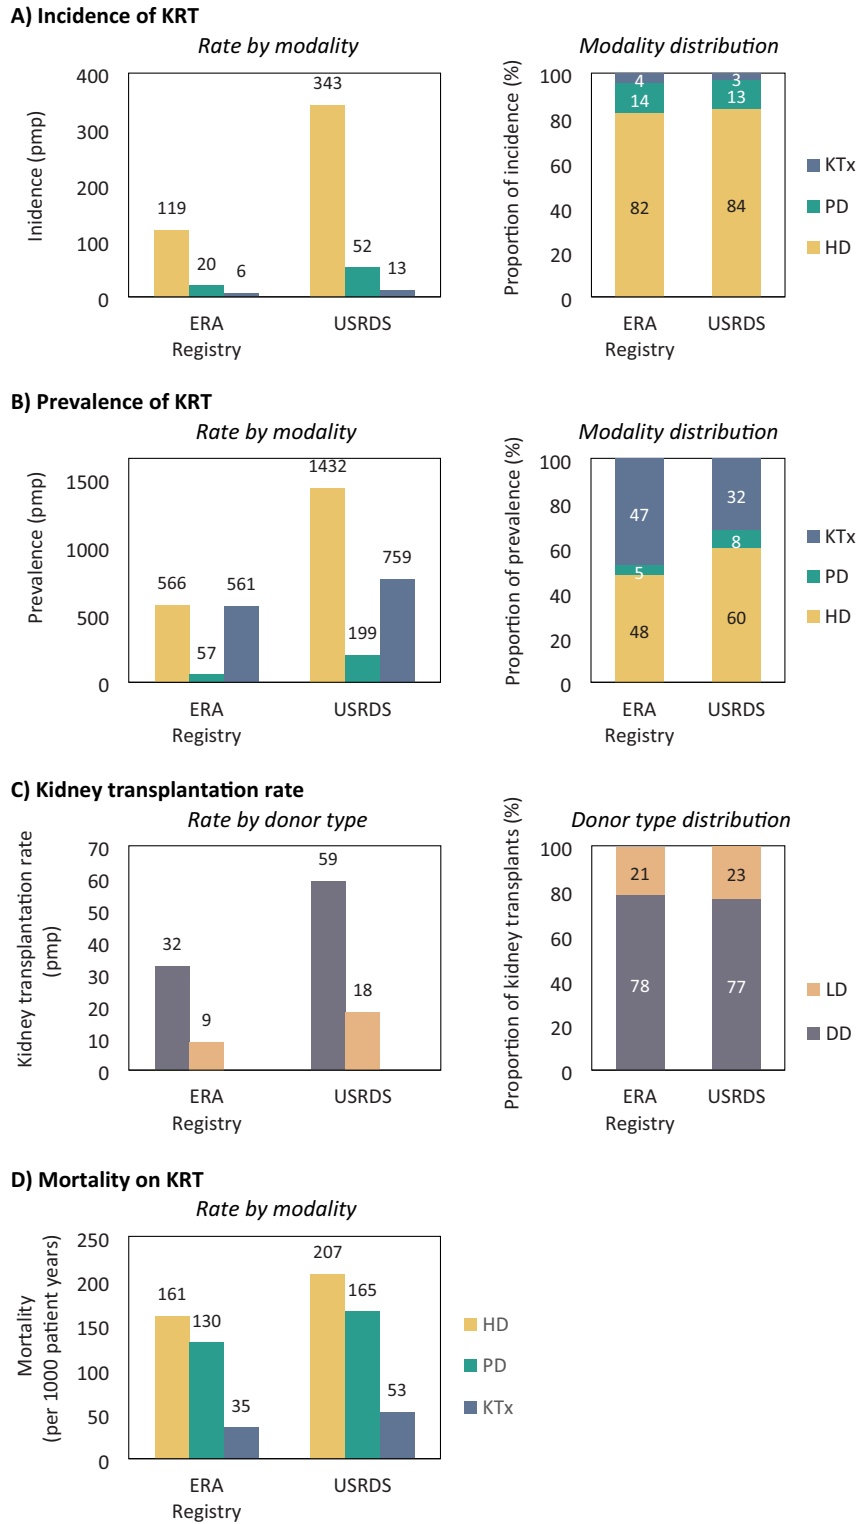 A) Incidence of KRT
Rate by modality
Inidence (pmp)
400
300
200
100
0
119
20
6
343
52
13
ERA
Registry
USRDS
Modality distribution
Proportion of incidence (%)
100
80
60
40
20
0
4
14
82
3
13
84
ERA
Registry
USRDS
KTx
PD
HD
B) Prevalence of KRT
Rate by modality
Prevalence (pmp)
1500
1000
500
0
566
57
561
1432
199
759
ERA
Registry
USRDS
Modality distribution
Proportion of prevalence (%)
100
80
60
40
20
0
47
5
48
32
8
60
ERA
Registry
USRDS
KTx
PD
HD
C) Kidney transplantation rate
Rate by donor type
Kidney transplantation rate
(pmp)
70
60
50
40
30
20
10
0
32
9
59
18
ERA
Registry
USRDS
Donor type distribution
Proportion of kidney transplants (%)
100
80
60
40
20
0
21
78
23
77
ERA
Registry
USRDS
LD
DD
D) Mortality on KRT
Rate by modality
Mortality
(per 1000 patient years)
250
200
150
100
50
0
161
130
35
207
165
53
ERA
Registry
USRDS
HD
PD
KTx